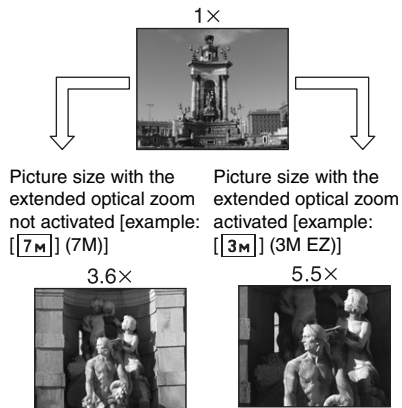 1×
Picture size with the
extended optical zoom
not activated [example:
[7M] (7M)]
3.6×
Picture size with the
extended optical zoom
activated [example:
[3M] (3M EZ)]
5.5×